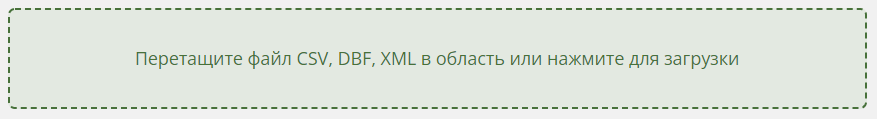 Перетащите файл CSV, DBF, XML в область или нажмите для загрузки